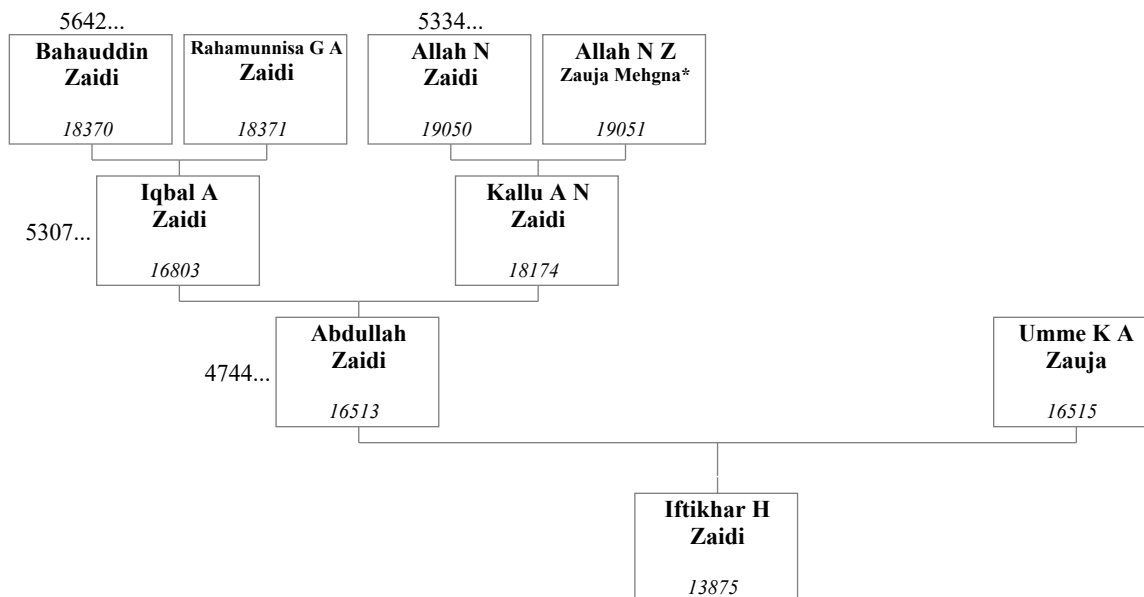 5642...
Bahauddin
Zaidi
18370
Rahamunnisa G A
Zaidi
18371
5334...
Allah N
Zaidi
19050
Allah N Z
Zauja Mehgna*
19051
5307...
Iqbal A
Zaidi
16803
Kallu A N
Zaidi
18174
4744...
Abdullah
Zaidi
16513
Umme K A
Zauja
16515
Iftikhar H
Zaidi
13875